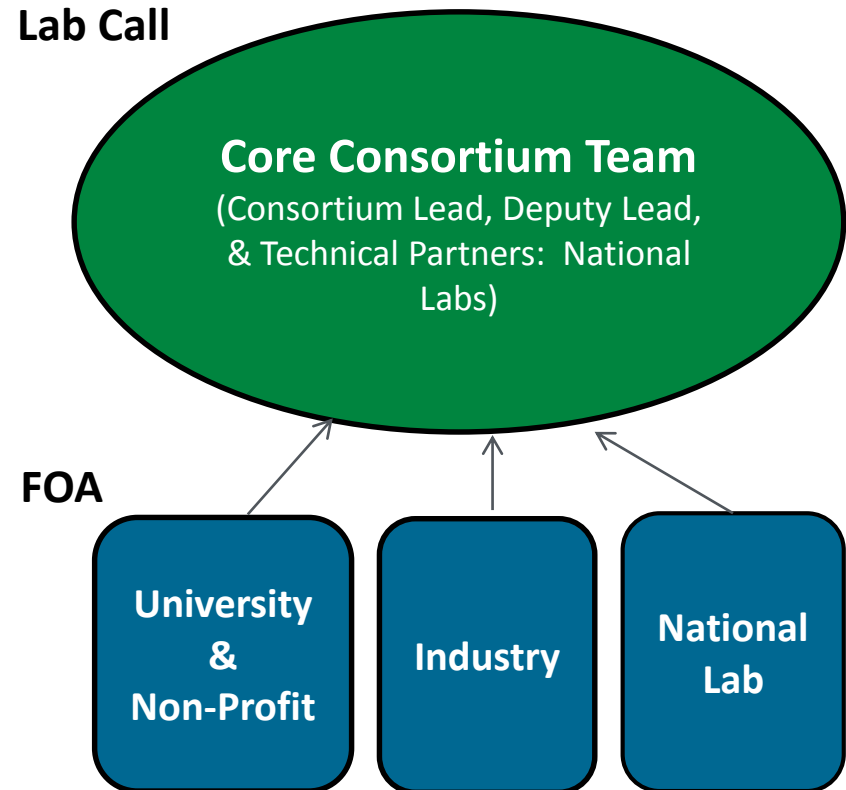 Lab Call
Core Consortium Team
(Consortium Lead, Deputy Lead,
& Technical Partners:  National
Labs)
FOA
University
&
Non-Profit
Industry
National
Lab